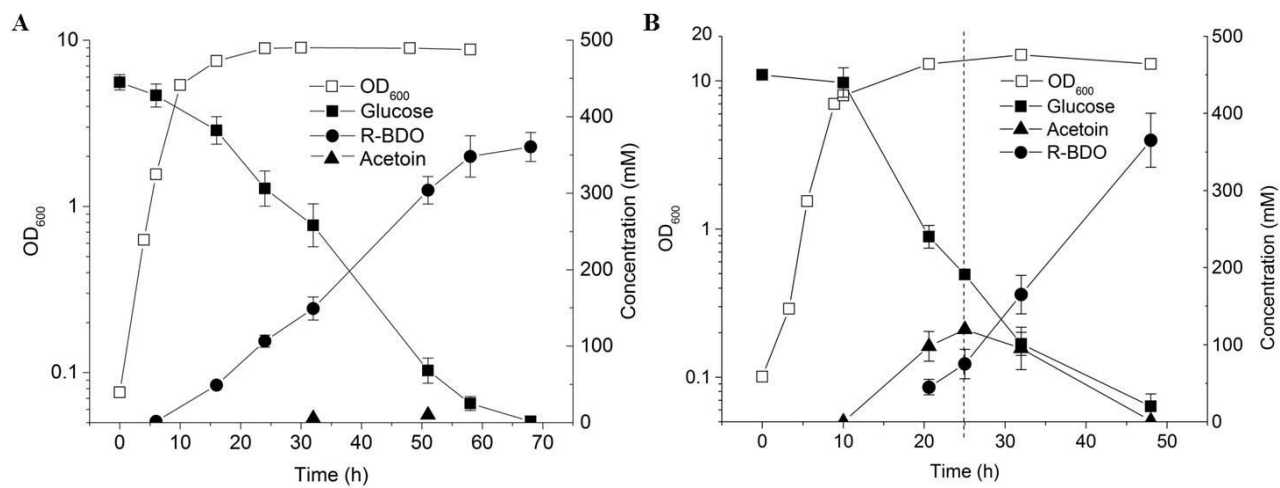 A
10
1
0.1
OD600
500
400
300
200
100
0
Concentration (mM)
0 10 20 30 40 50 60 70
Time (h)
OD600
Glucose
R-BDO
Acetoin
B
20
10
1
0.1
OD600
500
400
300
200
100
0
Concentration (mM)
0 10 20 30 40 50
Time (h)
OD600
Glucose
Acetoin
R-BDO